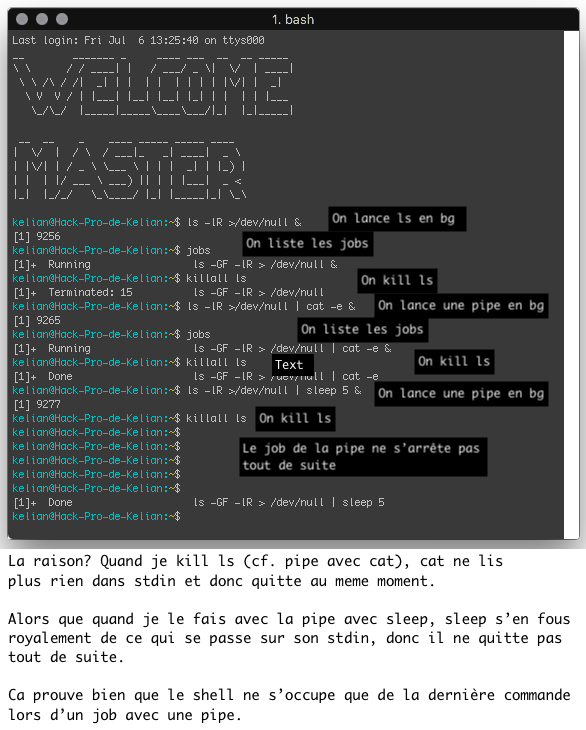 1. bash
Last login: Fri Jul  6 13:25:40 on ttys000
WELCOME
MASTER
kelian@Hack-Pro-de-Kelian:~$ ls -lR >/dev/null & On lance ls en bg
[1] 9256
kelian@Hack-Pro-de-Kelian:~$ jobs On liste les jobs
[1]+  Running                 ls -GF -lR > /dev/null &
kelian@Hack-Pro-de-Kelian:~$ killall ls On kill ls
[1]+  Terminated: 15          ls -GF -lR > /dev/null
kelian@Hack-Pro-de-Kelian:~$ ls -lR >/dev/null | cat -e & On lance une pipe en bg
[1] 9265
kelian@Hack-Pro-de-Kelian:~$ jobs On liste les jobs
[1]+  Running                 ls -GF -lR > /dev/null | cat -e &
kelian@Hack-Pro-de-Kelian:~$ killall ls Text On kill ls
[1]+  Done                    ls -GF -lR > /dev/null | cat -e
kelian@Hack-Pro-de-Kelian:~$ ls -lR >/dev/null | sleep 5 & On lance une pipe en bg
[1] 9277
kelian@Hack-Pro-de-Kelian:~$ killall ls On kill ls
kelian@Hack-Pro-de-Kelian:~$
kelian@Hack-Pro-de-Kelian:~$
kelian@Hack-Pro-de-Kelian:~$
kelian@Hack-Pro-de-Kelian:~$
kelian@Hack-Pro-de-Kelian:~$
Le job de la pipe ne s'arrête pas
tout de suite
[1]+  Done                    ls -GF -lR > /dev/null | sleep 5
kelian@Hack-Pro-de-Kelian:~$
La raison? Quand je kill ls (cf. pipe avec cat), cat ne lis
plus rien dans stdin et donc quitte au meme moment.
Alors que quand je le fais avec la pipe avec sleep, sleep s'en fous
royalement de ce qui se passe sur son stdin, donc il ne quitte pas
tout de suite.
Ca prouve bien que le shell ne s'occupe que de la dernière commande
lors d'un job avec une pipe.